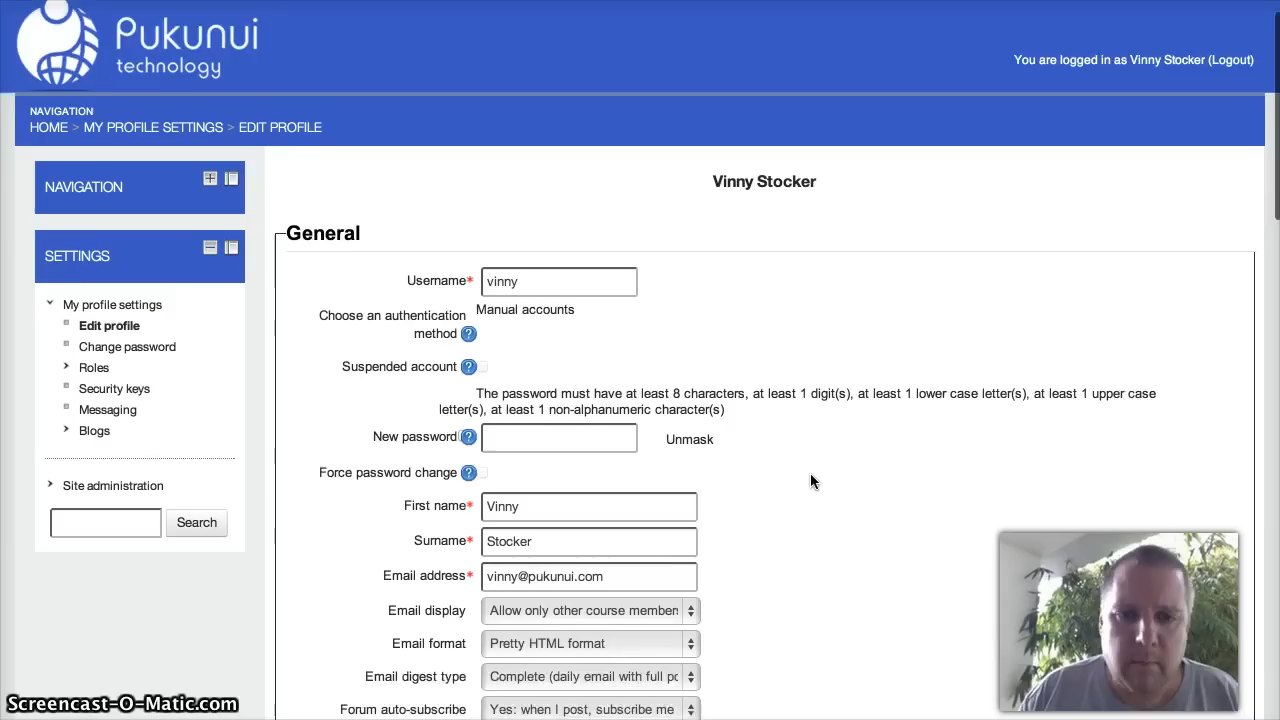 Pukunui
technology
You are logged in as Vinny Stocker (Logout)
NAVIGATION
HOME > MY PROFILE SETTINGS > EDIT PROFILE
NAVIGATION
SETTINGS
My profile settings
Edit profile
Change password
Roles
Security keys
Messaging
Blogs
Site administration
Search
Vinny Stocker
General
Username* vinny
Choose an authentication method ? Manual accounts
Suspended account ?
The password must have at least 8 characters, at least 1 digit(s), at least 1 lower case letter(s), at least 1 upper case
letter(s), at least 1 non-alphanumeric character(s)
New password ? Unmask
Force password change ?
First name* Vinny
Surname* Stocker
Email address* vinny@pukunui.com
Email display Allow only other course members
Email format Pretty HTML format
Email digest type Complete (daily email with full po
Forum auto-subscribe Yes: when I post, subscribe me
Screencast-O-Matic.com